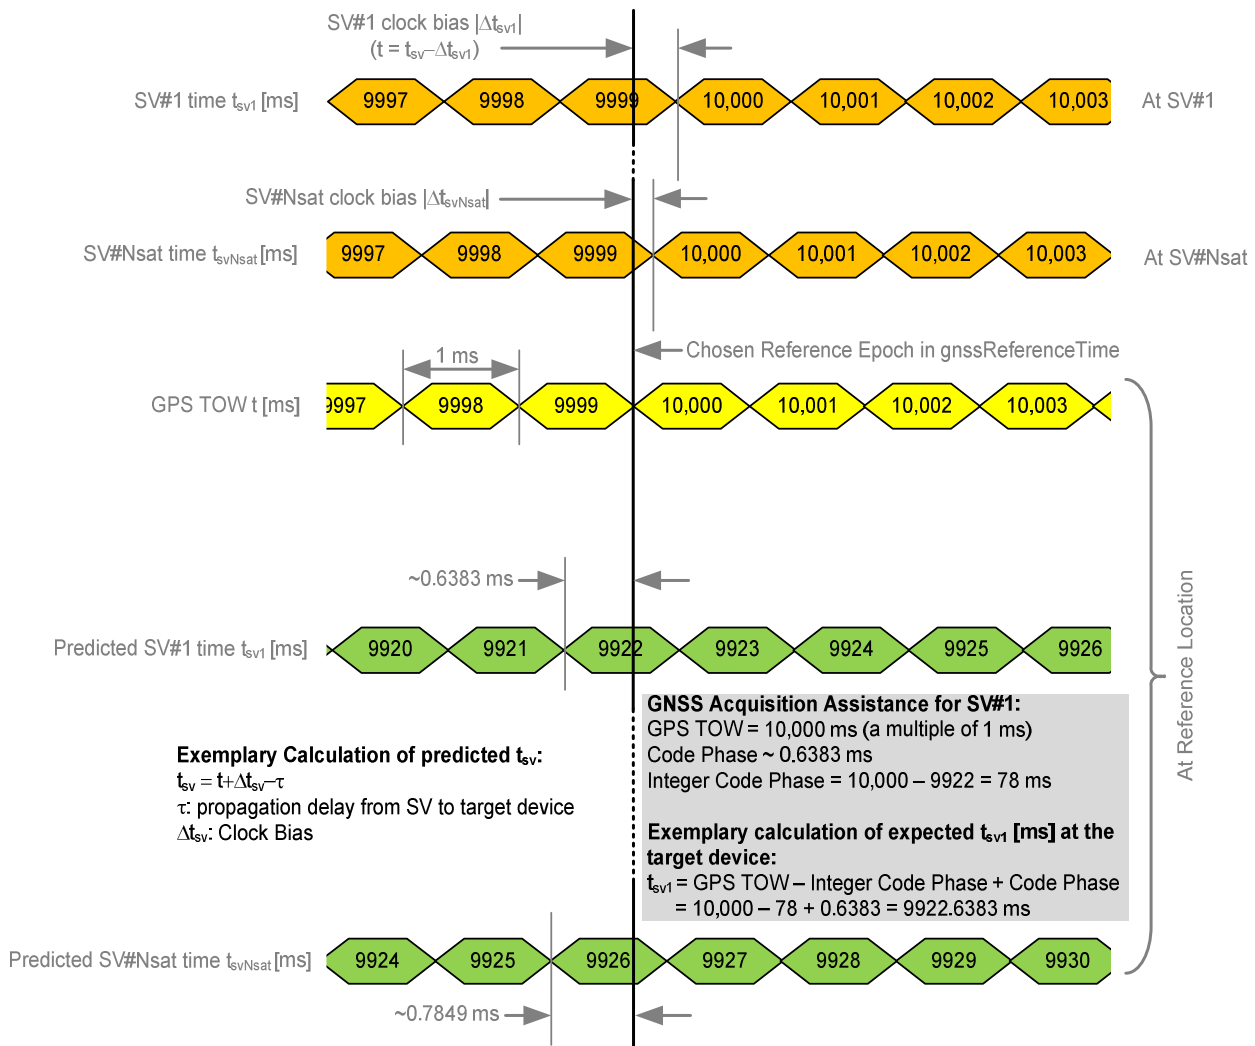 SV#1 clock bias |Δtsv1|
(t = tsv–Δtsv1)
SV#1 time tsv1 [ms]
9997 9998 9999 10,000 10,001 10,002 10,003
At SV#1
SV#Nsat clock bias |ΔtsvNsat|
SV#Nsat time tsvNsat [ms]
9997 9998 9999 10,000 10,001 10,002 10,003
At SV#Nsat
Chosen Reference Epoch in gnssReferenceTime
1 ms
GPS TOW t [ms]
9997 9998 9999 10,000 10,001 10,002 10,003
~0.6383 ms
Predicted SV#1 time tsv1 [ms]
9920 9921 9922 9923 9924 9925 9926
At Reference Location
Exemplary Calculation of predicted tsv:
tsv = t+Δtsv–τ
τ: propagation delay from SV to target device
Δtsv: Clock Bias
GNSS Acquisition Assistance for SV#1:
GPS TOW = 10,000 ms (a multiple of 1 ms)
Code Phase ~ 0.6383 ms
Integer Code Phase = 10,000 – 9922 = 78 ms
Exemplary calculation of expected tsv1 [ms] at the
target device:
tsv1 = GPS TOW – Integer Code Phase + Code Phase
= 10,000 – 78 + 0.6383 = 9922.6383 ms
Predicted SV#Nsat time tsvNsat [ms]
9924 9925 9926 9927 9928 9929 9930
~0.7849 ms